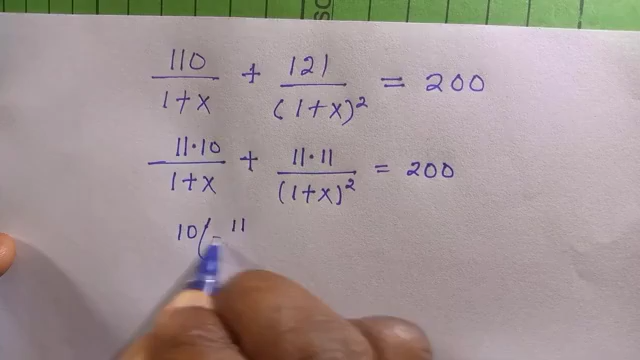 110/(1+x) + 121/(1+x)² = 200
11·10/(1+x) + 11·11/(1+x)² = 200
10( 11